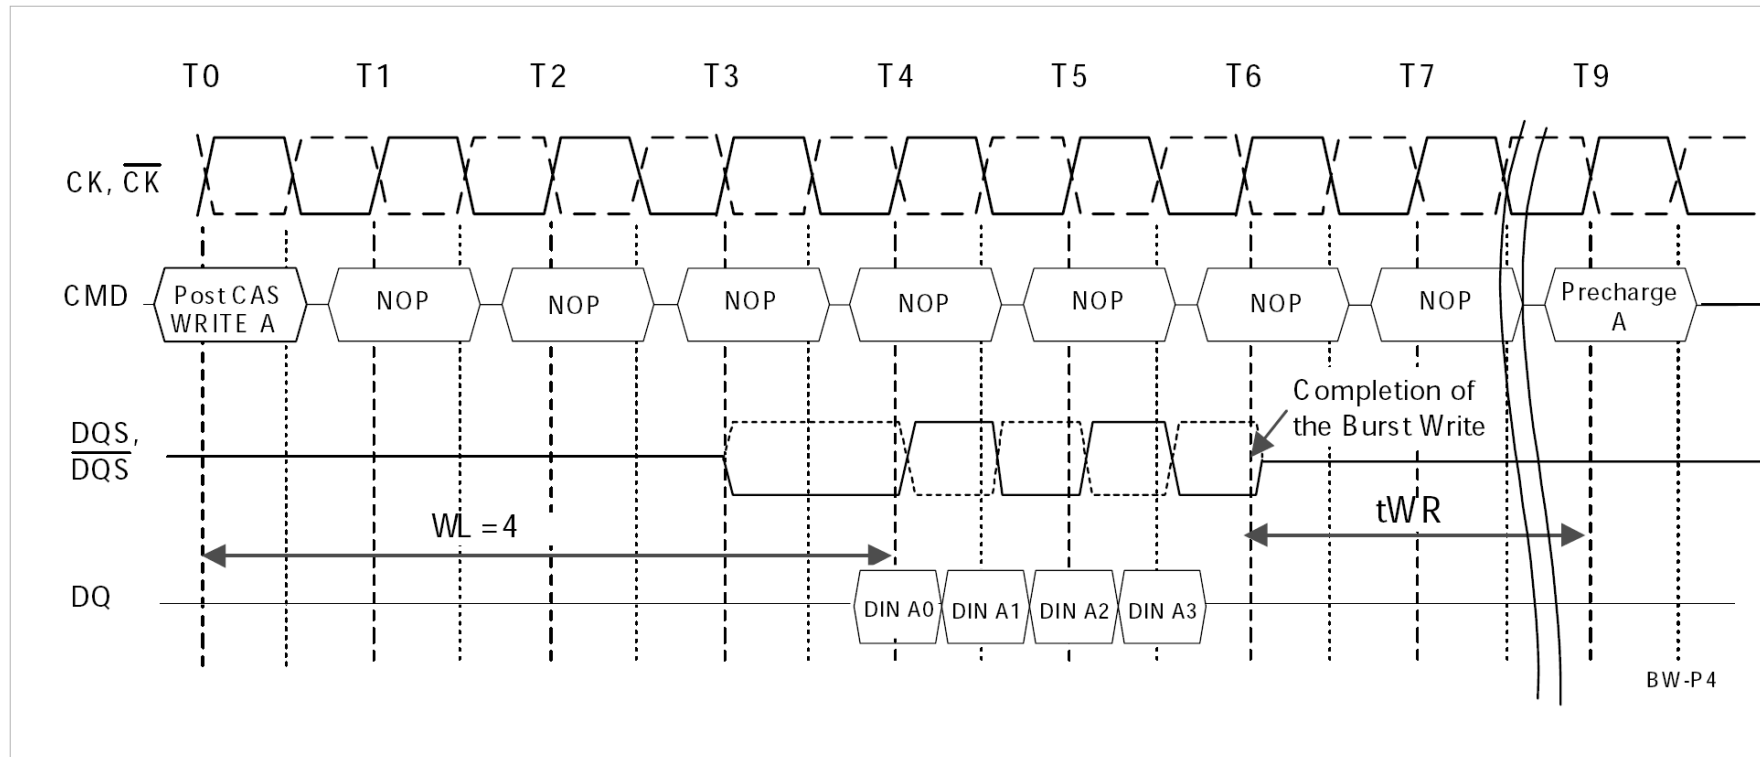 T0 T1 T2 T3 T4 T5 T6 T7 T9
CK, CK
CMD
Post CAS
WRITE A
NOP NOP NOP NOP NOP NOP NOP
Precharge
A
DQS,
DQS
Completion of
the Burst Write
WL = 4
tWR
DQ
DIN A0 DIN A1 DIN A2 DIN A3
BW-P4